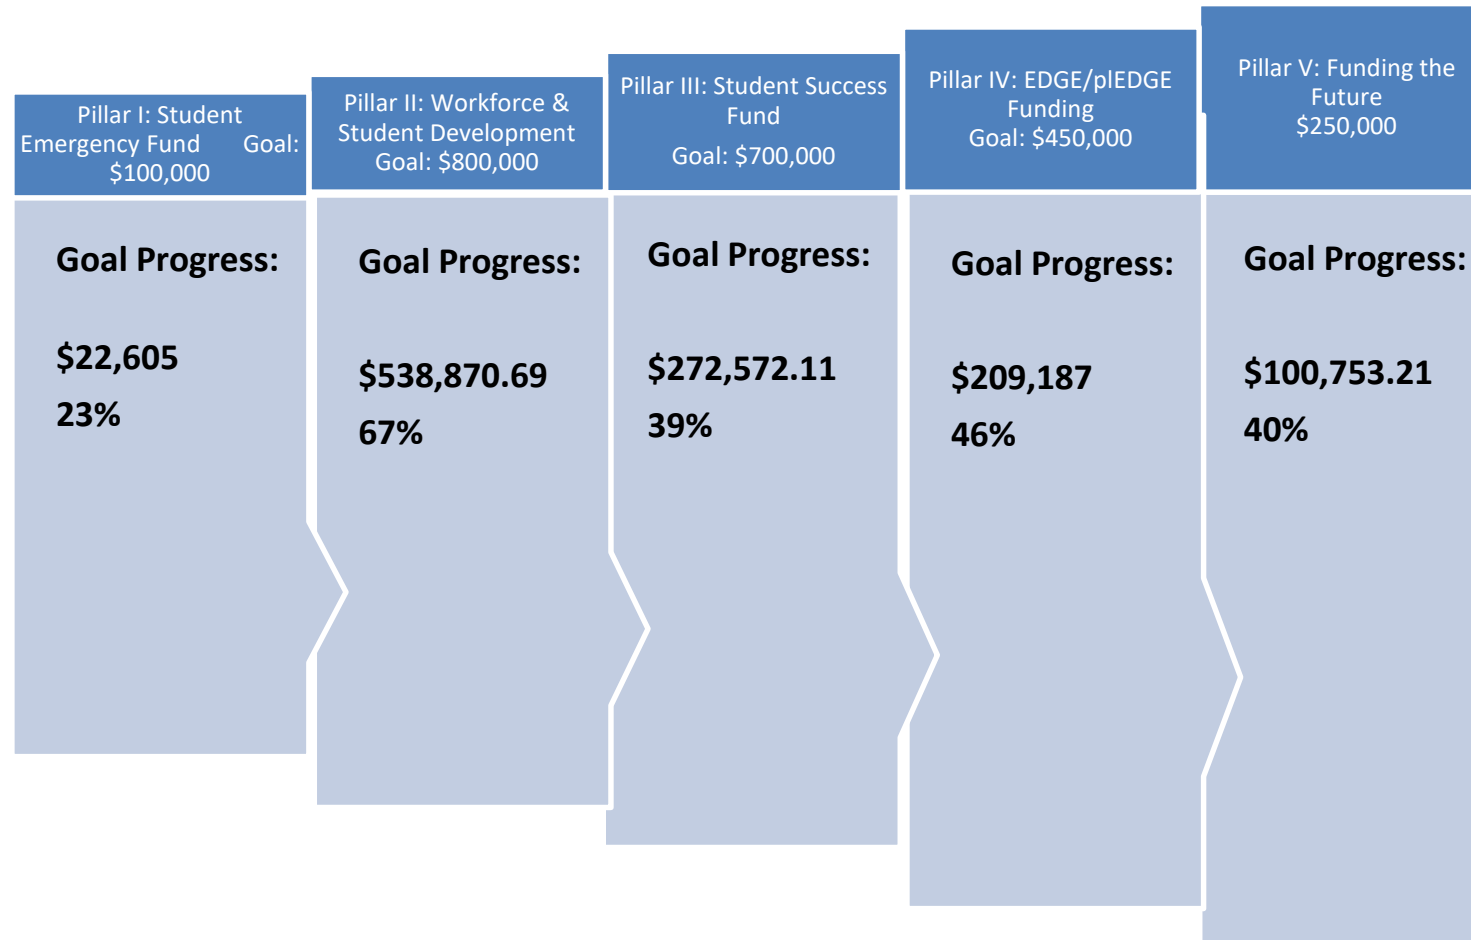 Pillar I: Student
Emergency Fund Goal:
$100,000
Goal Progress:
$22,605
23%
Pillar II: Workforce &
Student Development
Goal: $800,000
Goal Progress:
$538,870.69
67%
Pillar III: Student Success
Fund
Goal: $700,000
Goal Progress:
$272,572.11
39%
Pillar IV: EDGE/plEDGE
Funding
Goal: $450,000
Goal Progress:
$209,187
46%
Pillar V: Funding the
Future
$250,000
Goal Progress:
$100,753.21
40%